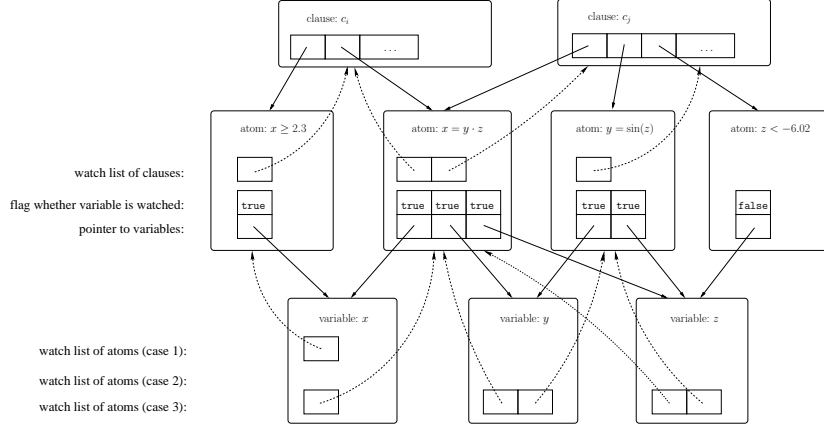 clause: cᵢ
clause: cⱼ
...
...
atom: x ≥ 2.3
atom: x = y · z
atom: y = sin(z)
atom: z < −6.02
watch list of clauses:
flag whether variable is watched:
true
true true true
true true
false
pointer to variables:
variable: x
variable: y
variable: z
watch list of atoms (case 1):
watch list of atoms (case 2):
watch list of atoms (case 3):